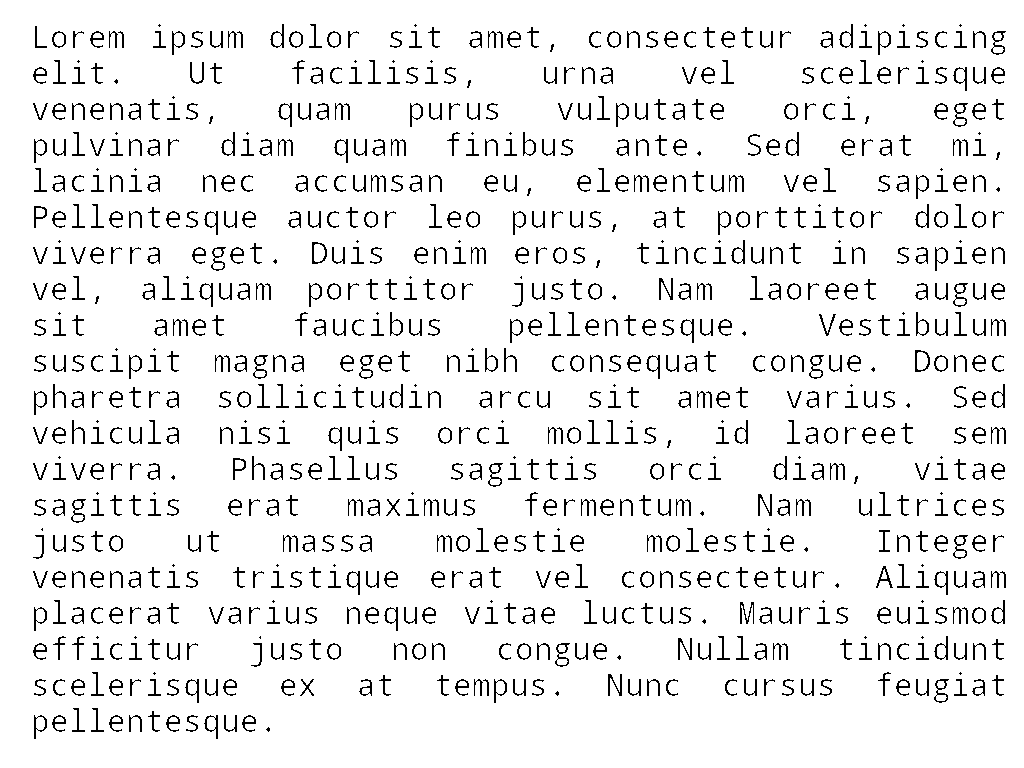 Lorem ipsum dolor sit amet, consectetur adipiscing
elit. Ut facilisis, urna vel scelerisque
venenatis, quam purus vulputate orci, eget
pulvinar diam quam finibus ante. Sed erat mi,
lacinia nec accumsan eu, elementum vel sapien.
Pellentesque auctor leo purus, at porttitor dolor
viverra eget. Duis enim eros, tincidunt in sapien
vel, aliquam porttitor justo. Nam laoreet augue
sit amet faucibus pellentesque. Vestibulum
suscipit magna eget nibh consequat congue. Donec
pharetra sollicitudin arcu sit amet varius. Sed
vehicula nisi quis orci mollis, id laoreet sem
viverra. Phasellus sagittis orci diam, vitae
sagittis erat maximus fermentum. Nam ultrices
justo ut massa molestie molestie. Integer
venenatis tristique erat vel consectetur. Aliquam
placerat varius neque vitae luctus. Mauris euismod
efficitur justo non congue. Nullam tincidunt
scelerisque ex at tempus. Nunc cursus feugiat
pellentesque.